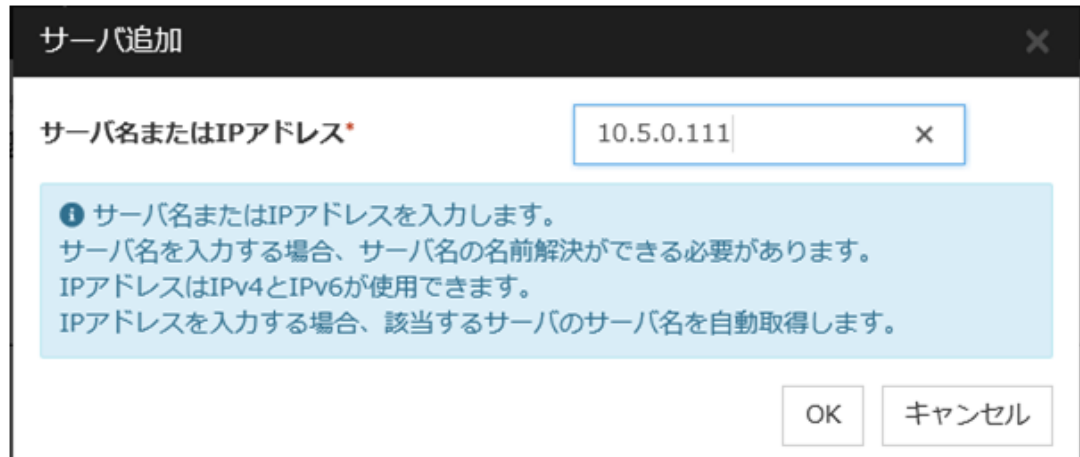 サーバ追加
×
サーバ名またはIPアドレス*
10.5.0.111 ×
サーバ名またはIPアドレスを入力します。
サーバ名を入力する場合、サーバ名の名前解決ができる必要があります。
IPアドレスはIPv4とIPv6が使用できます。
IPアドレスを入力する場合、該当するサーバのサーバ名を自動取得します。
OK キャンセル